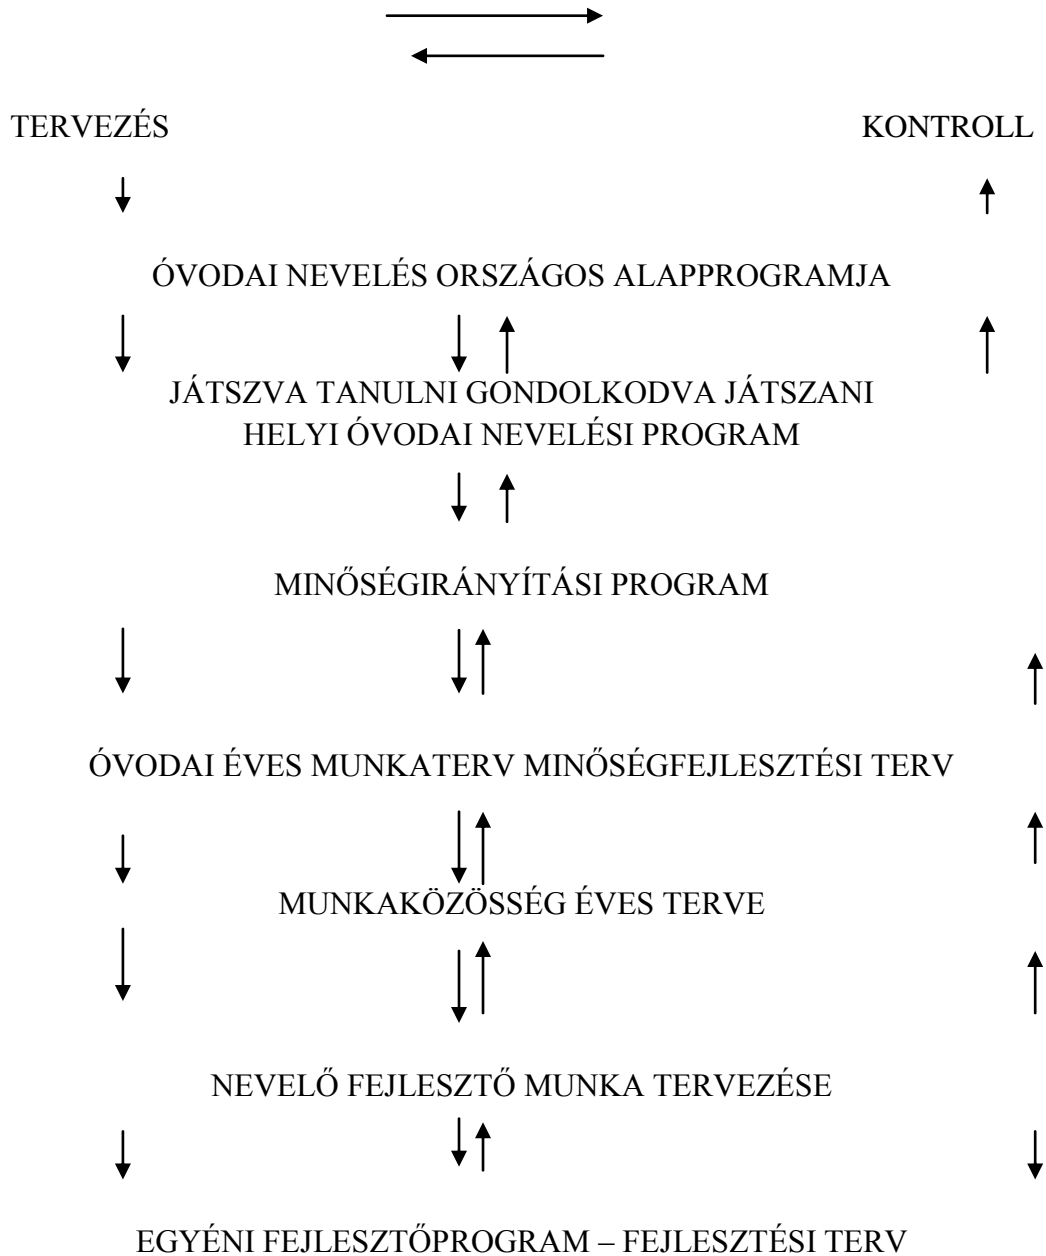 TERVEZÉS KONTROLL
ÓVODAI NEVELÉS ORSZÁGOS ALAPPROGRAMJA
JÁTSZVA TANULNI GONDOLKODVA JÁTSZANI
HELYI ÓVODAI NEVELÉSI PROGRAM
MINŐSÉGIRÁNYÍTÁSI PROGRAM
ÓVODAI ÉVES MUNKATERV MINŐSÉGFEJLESZTÉSI TERV
MUNKAKÖZÖSSÉG ÉVES TERVE
NEVELŐ FEJLESZTŐ MUNKA TERVEZÉSE
EGYÉNI FEJLESZTŐPROGRAM – FEJLESZTÉSI TERV